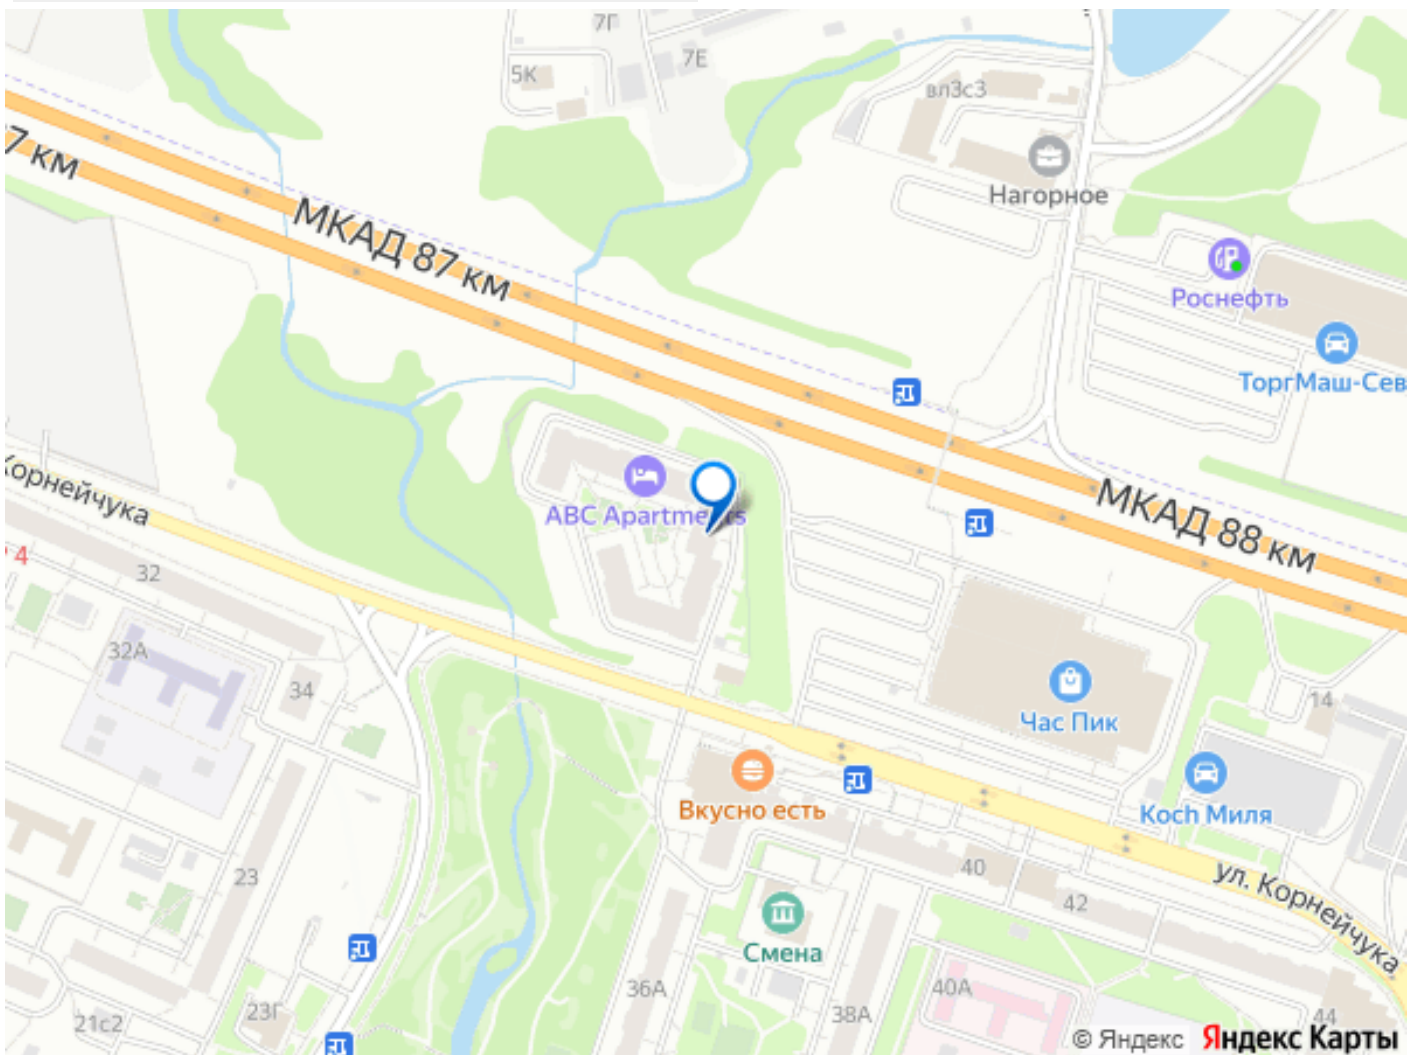 7Г
7Е
5К
вл3с3
7 км
Нагорное
МКАД 87 км
Роснефть
ТоргМаш-Сев
Корнейчука
ABC Apartments
МКАД 88 км
4
32
32А
34
14
Час Пик
Вкусно есть
Koch Миля
23
40
ул. Корнейчука
42
Смена
36А
40А
38А
23Г
21с2
44
© Яндекс Яндекс Карты